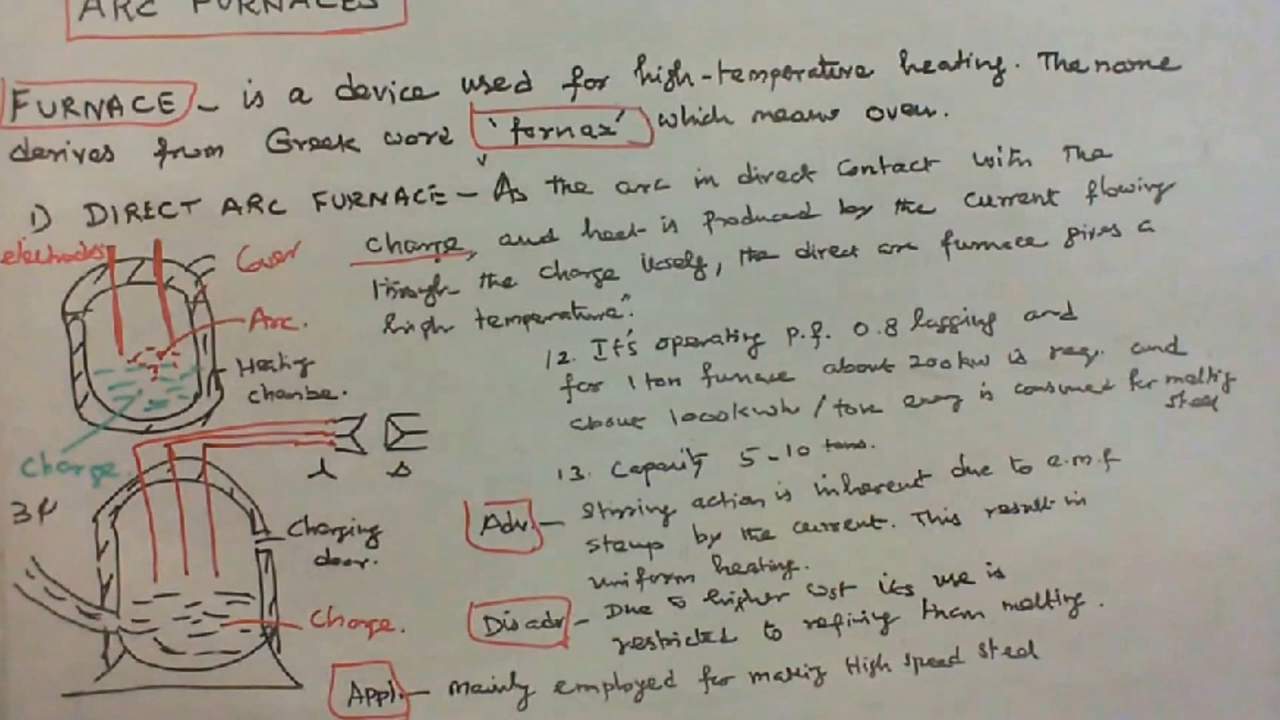 ARC FURNACES
FURNACE - is a device used for high-temperature heating. The name
derives from Greek word 'fornax' which means oven.
1) DIRECT ARC FURNACE - "As the arc in direct contact with the
charge, and heat is produced by the current flowing
through the charge itself, the direct arc furnace gives a
high temperature".
electrodes
Cover
Arc.
Heating
chamber.
Charge
12. It's operating p.f. 0.8 lagging and
for 1 ton furnace about 200kw is req. and
about 1000kwh/tone energy is consumed for melting
steel
13. Capacity 5-10 tons.
3φ
Charging
door.
Charge.
Adv. - Stirring action is inherent due to e.m.f
by the current. This result in
uniform heating.
Disadv - Due to higher cost its use is
restricted to refining than melting.
Appl. - mainly employed for making High speed steel